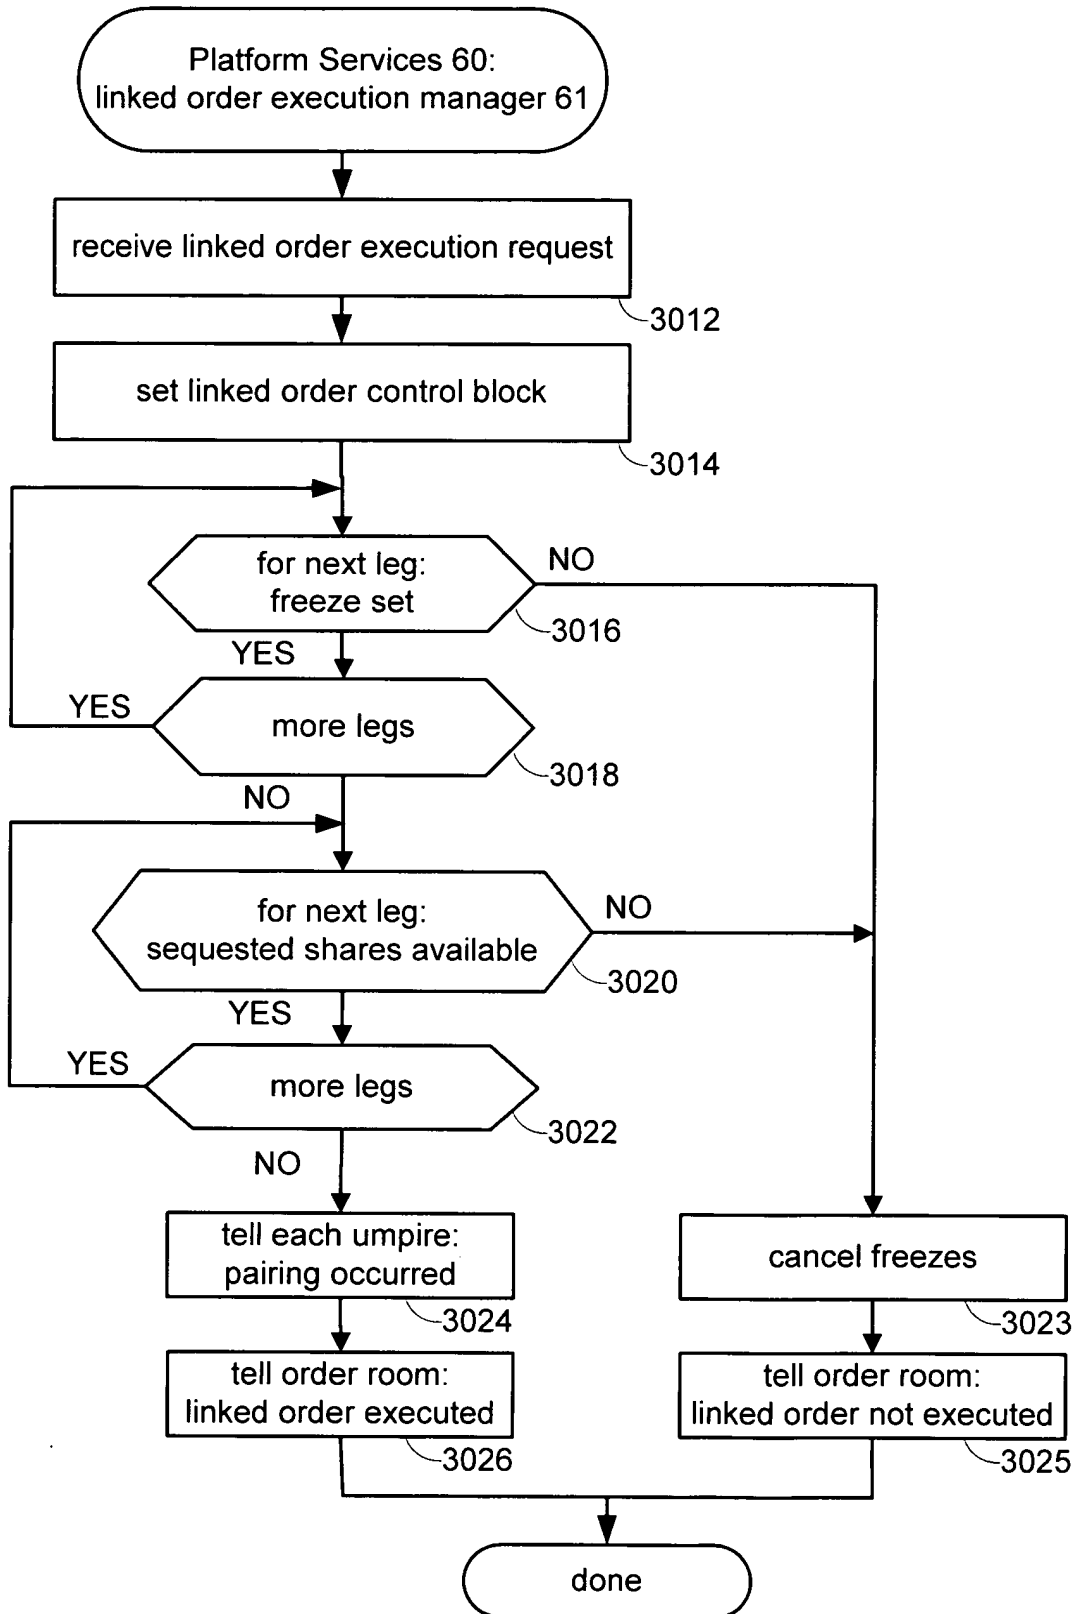 Platform Services 60:
linked order execution manager 61
receive linked order execution request
3012
set linked order control block
3014
for next leg:
freeze set
NO
3016
YES
more legs
YES
3018
NO
for next leg:
sequested shares available
NO
3020
YES
more legs
YES
3022
NO
tell each umpire:
pairing occurred
3024
cancel freezes
3023
tell order room:
linked order executed
3026
tell order room:
linked order not executed
3025
done